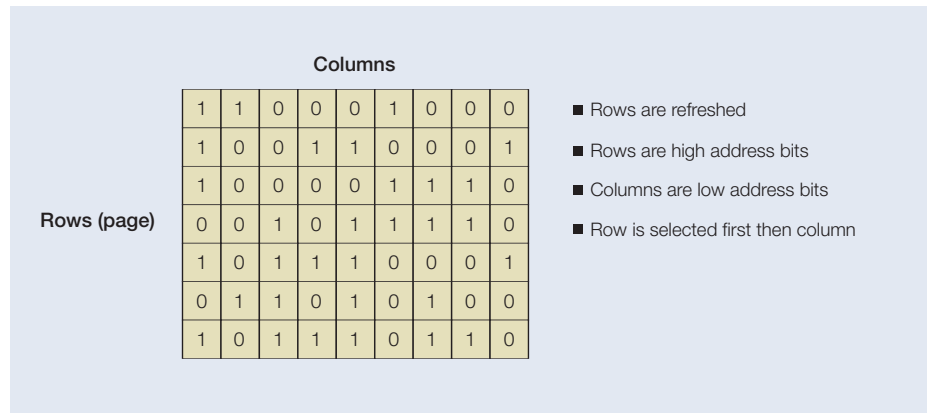 Columns
1 1 0 0 0 1 0 0 0
1 0 0 1 1 0 0 0 1
1 0 0 0 0 1 1 1 0
0 0 1 0 1 1 1 1 0
1 0 1 1 1 0 0 0 1
0 1 1 0 1 0 1 0 0
1 0 1 1 1 0 1 1 0
Rows (page)
■ Rows are refreshed
■ Rows are high address bits
■ Columns are low address bits
■ Row is selected first then column